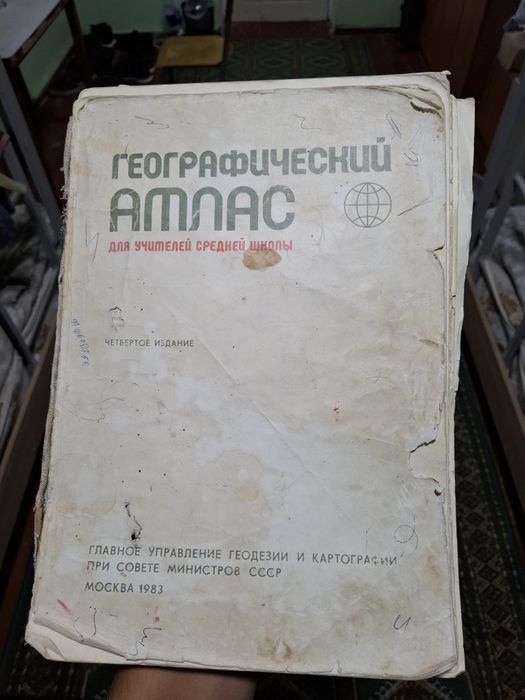 ГЕОГРАФИЧЕСКИЙ
АТЛАС
ДЛЯ УЧИТЕЛЕЙ СРЕДНЕЙ ШКОЛЫ
ЧЕТВЕРТОЕ ИЗДАНИЕ
ГЛАВНОЕ УПРАВЛЕНИЕ ГЕОДЕЗИИ И КАРТОГРАФИИ
ПРИ СОВЕТЕ МИНИСТРОВ СССР
МОСКВА 1983